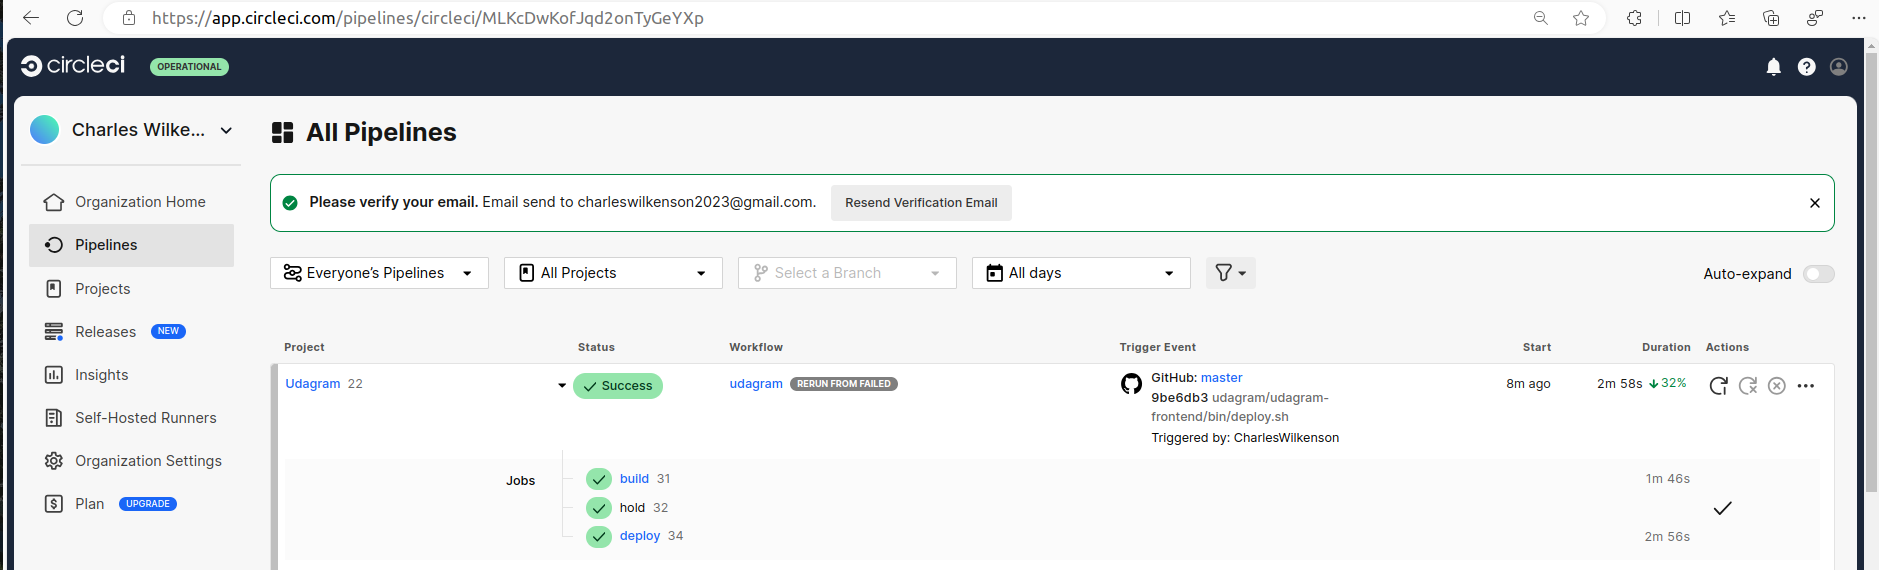 https://app.circleci.com/pipelines/circleci/MLKcDwKofJqd2onTyGeYXp
circleci OPERATIONAL
Charles Wilke...
All Pipelines
Please verify your email. Email send to charleswilkenson2023@gmail.com. Resend Verification Email
Organization Home
Pipelines
Projects
Releases NEW
Insights
Self-Hosted Runners
Organization Settings
Plan UPGRADE
Everyone's Pipelines All Projects Select a Branch All days Auto-expand
Project Status Workflow Trigger Event Start Duration Actions
Udagram 22 Success udagram RERUN FROM FAILED GitHub: master 8m ago 2m 58s 32%
9be6db3 udagram/udagram-
frontend/bin/deploy.sh
Triggered by: CharlesWilkenson
Jobs
build 31 1m 46s
hold 32
deploy 34 2m 56s